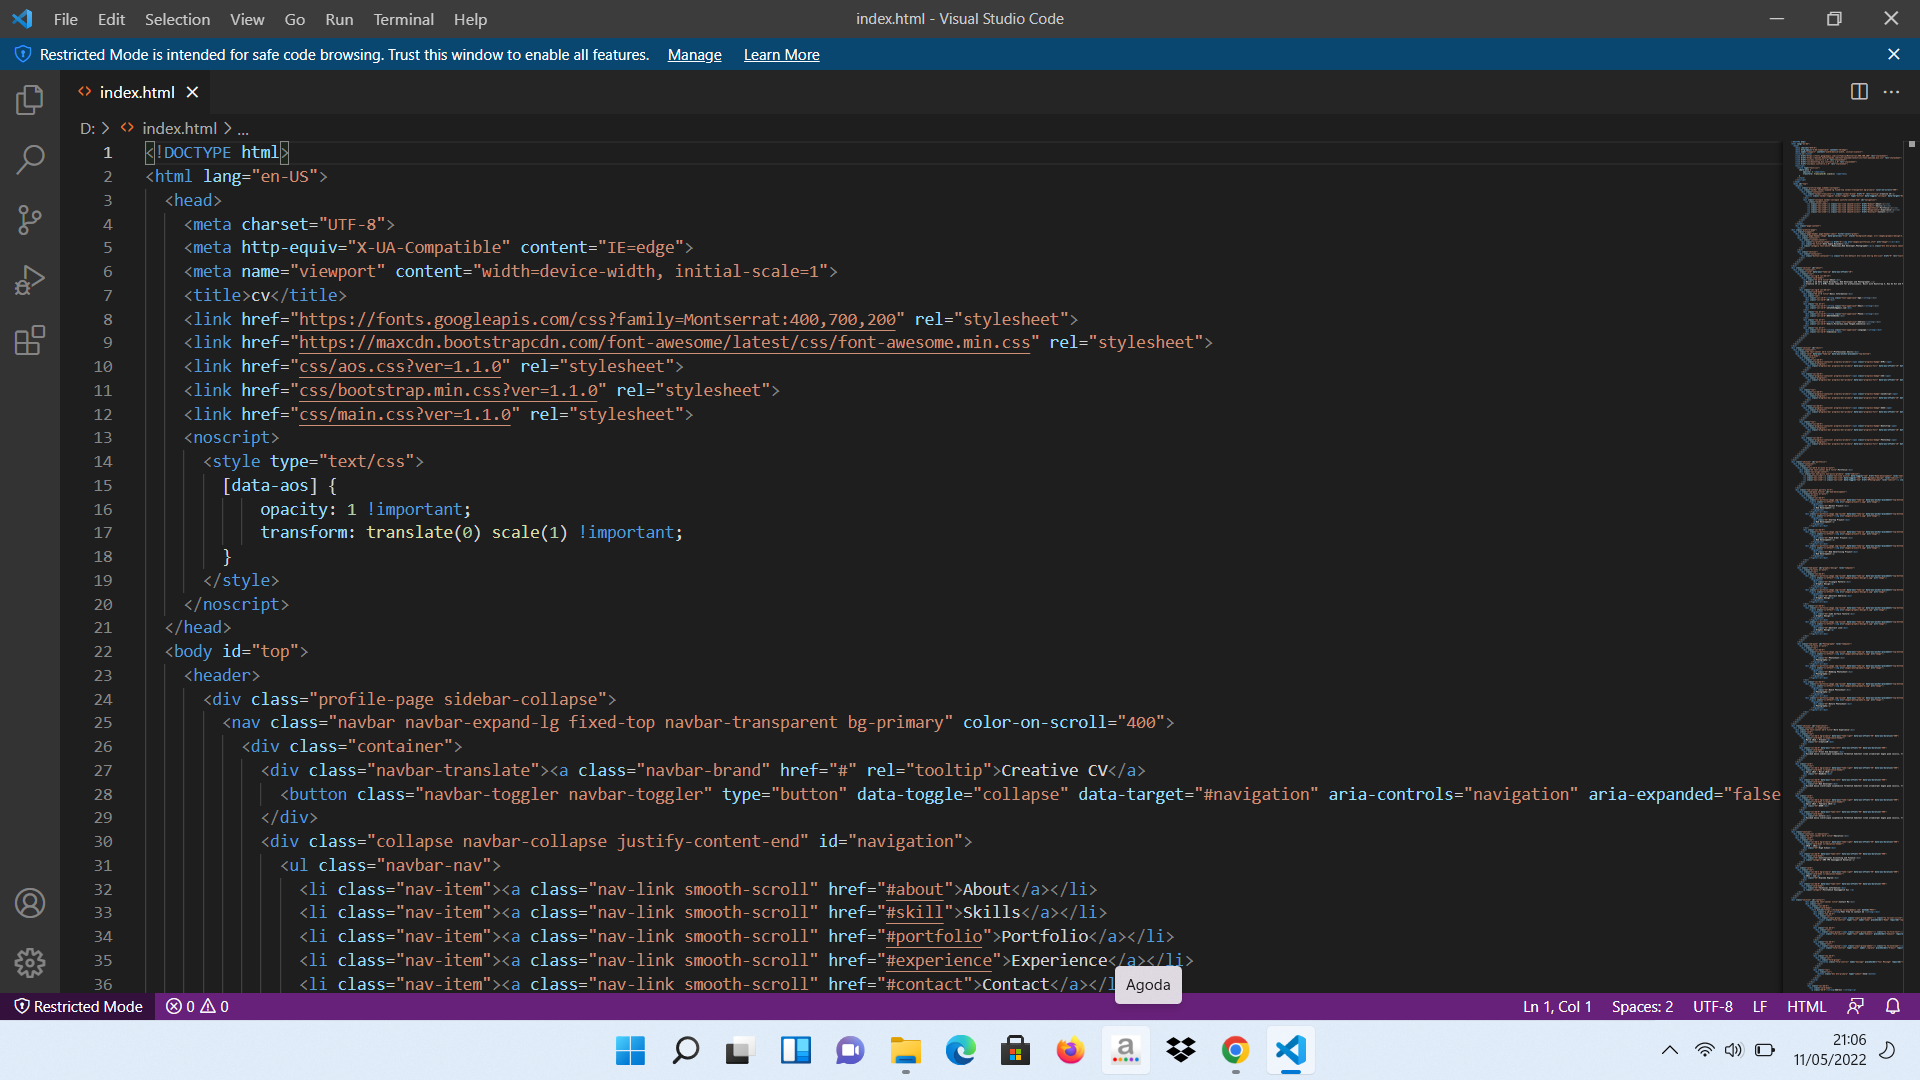 File Edit Selection View Go Run Terminal Help
index.html - Visual Studio Code
Restricted Mode is intended for safe code browsing. Trust this window to enable all features. Manage Learn More
index.html
D: > index.html > ...
1 <!DOCTYPE html>
2 <html lang="en-US">
3 <head>
4 <meta charset="UTF-8">
5 <meta http-equiv="X-UA-Compatible" content="IE=edge">
6 <meta name="viewport" content="width=device-width, initial-scale=1">
7 <title>cv</title>
8 <link href="https://fonts.googleapis.com/css?family=Montserrat:400,700,200" rel="stylesheet">
9 <link href="https://maxcdn.bootstrapcdn.com/font-awesome/latest/css/font-awesome.min.css" rel="stylesheet">
10 <link href="css/aos.css?ver=1.1.0" rel="stylesheet">
11 <link href="css/bootstrap.min.css?ver=1.1.0" rel="stylesheet">
12 <link href="css/main.css?ver=1.1.0" rel="stylesheet">
13 <noscript>
14 <style type="text/css">
15 [data-aos] {
16 opacity: 1 !important;
17 transform: translate(0) scale(1) !important;
18 }
19 </style>
20 </noscript>
21 </head>
22 <body id="top">
23 <header>
24 <div class="profile-page sidebar-collapse">
25 <nav class="navbar navbar-expand-lg fixed-top navbar-transparent bg-primary" color-on-scroll="400">
26 <div class="container">
27 <div class="navbar-translate"><a class="navbar-brand" href="#" rel="tooltip">Creative CV</a>
28 <button class="navbar-toggler navbar-toggler" type="button" data-toggle="collapse" data-target="#navigation" aria-controls="navigation" aria-expanded="false
29 </div>
30 <div class="collapse navbar-collapse justify-content-end" id="navigation">
31 <ul class="navbar-nav">
32 <li class="nav-item"><a class="nav-link smooth-scroll" href="#about">About</a></li>
33 <li class="nav-item"><a class="nav-link smooth-scroll" href="#skill">Skills</a></li>
34 <li class="nav-item"><a class="nav-link smooth-scroll" href="#portfolio">Portfolio</a></li>
35 <li class="nav-item"><a class="nav-link smooth-scroll" href="#experience">Experience</a></li>
36 <li class="nav-item"><a class="nav-link smooth-scroll" href="#contact">Contact</a></l
Agoda
Restricted Mode 0 0 Ln 1, Col 1 Spaces: 2 UTF-8 LF HTML
a
21:06
11/05/2022